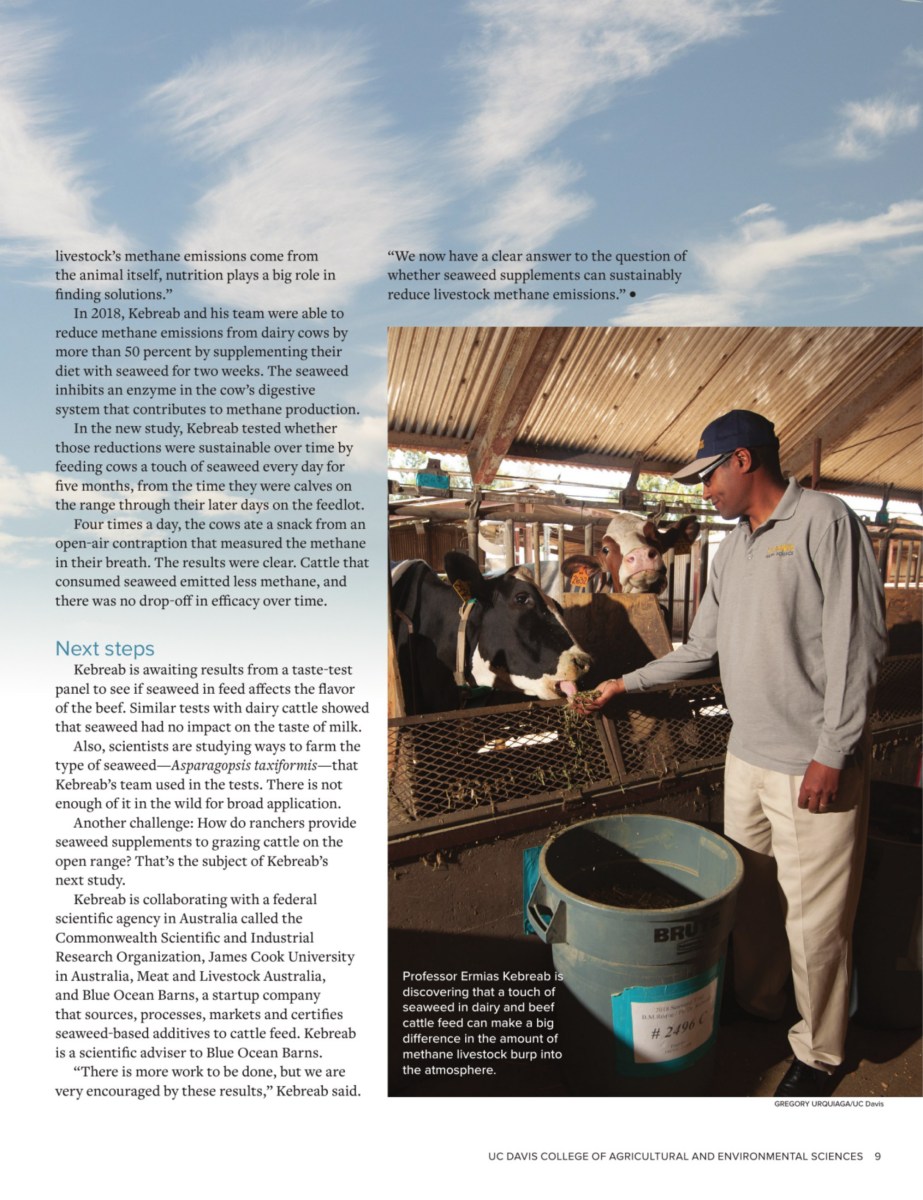 livestock’s methane emissions come from
the animal itself, nutrition plays a big role in
finding solutions.”
In 2018, Kebreab and his team were able to
reduce methane emissions from dairy cows by
more than 50 percent by supplementing their
diet with seaweed for two weeks. The seaweed
inhibits an enzyme in the cow’s digestive
system that contributes to methane production.
In the new study, Kebreab tested whether
those reductions were sustainable over time by
feeding cows a touch of seaweed every day for
five months, from the time they were calves on
the range through their later days on the feedlot.
Four times a day, the cows ate a snack from an
open-air contraption that measured the methane
in their breath. The results were clear. Cattle that
consumed seaweed emitted less methane, and
there was no drop-off in efficacy over time.
Next steps
Kebreab is awaiting results from a taste-test
panel to see if seaweed in feed affects the flavor
of the beef. Similar tests with dairy cattle showed
that seaweed had no impact on the taste of milk.
Also, scientists are studying ways to farm the
type of seaweed—Asparagopsis taxiformis—that
Kebreab’s team used in the tests. There is not
enough of it in the wild for broad application.
Another challenge: How do ranchers provide
seaweed supplements to grazing cattle on the
open range? That’s the subject of Kebreab’s
next study.
Kebreab is collaborating with a federal
scientific agency in Australia called the
Commonwealth Scientific and Industrial
Research Organization, James Cook University
in Australia, Meat and Livestock Australia,
and Blue Ocean Barns, a startup company
that sources, processes, markets and certifies
seaweed-based additives to cattle feed. Kebreab
is a scientific adviser to Blue Ocean Barns.
“There is more work to be done, but we are
very encouraged by these results,” Kebreab said.
“We now have a clear answer to the question of
whether seaweed supplements can sustainably
reduce livestock methane emissions.” •
BRUTE
# 2496 C
Professor Ermias Kebreab is
discovering that a touch of
seaweed in dairy and beef
cattle feed can make a big
difference in the amount of
methane livestock burp into
the atmosphere.
GREGORY URQUIAGA/UC Davis
UC DAVIS COLLEGE OF AGRICULTURAL AND ENVIRONMENTAL SCIENCES 9